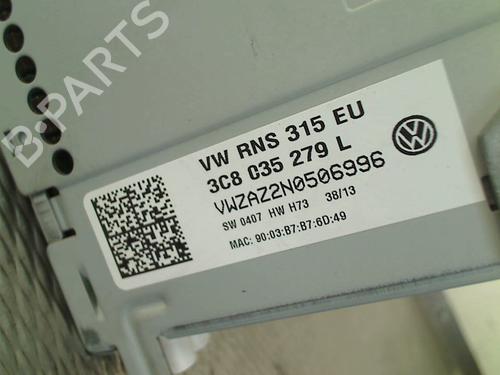 B-PARTS
VW RNS 315 EU
3C8 035 279 L
VWZAZ2N0506996
SW 0407 HW H73 38/13
MAC: 90:03:B7:B7:6D:49